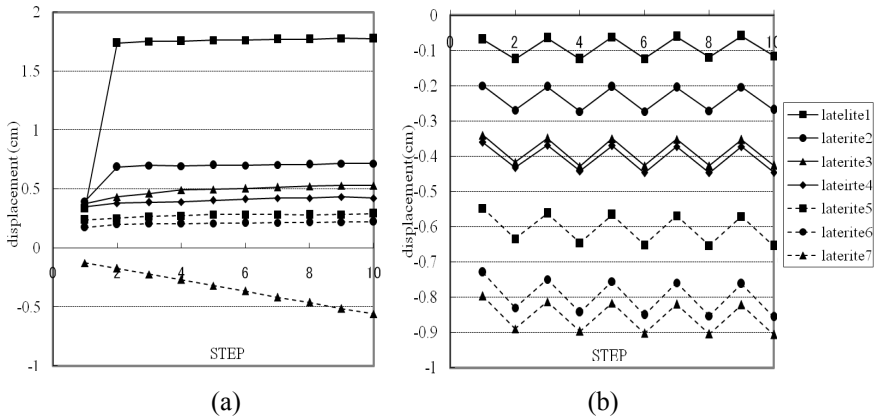 2
1.5
1
0.5
0
-0.5
-1
displacement(cm)
0 2 4 6 8 10
STEP
(a)
0
-0.1
-0.2
-0.3
-0.4
-0.5
-0.6
-0.7
-0.8
-0.9
-1
displacement(cm)
0 2 4 6 8 10
STEP
(b)
latelite1
laterite2
laterite3
lateirte4
laterite5
laterite6
laterite7